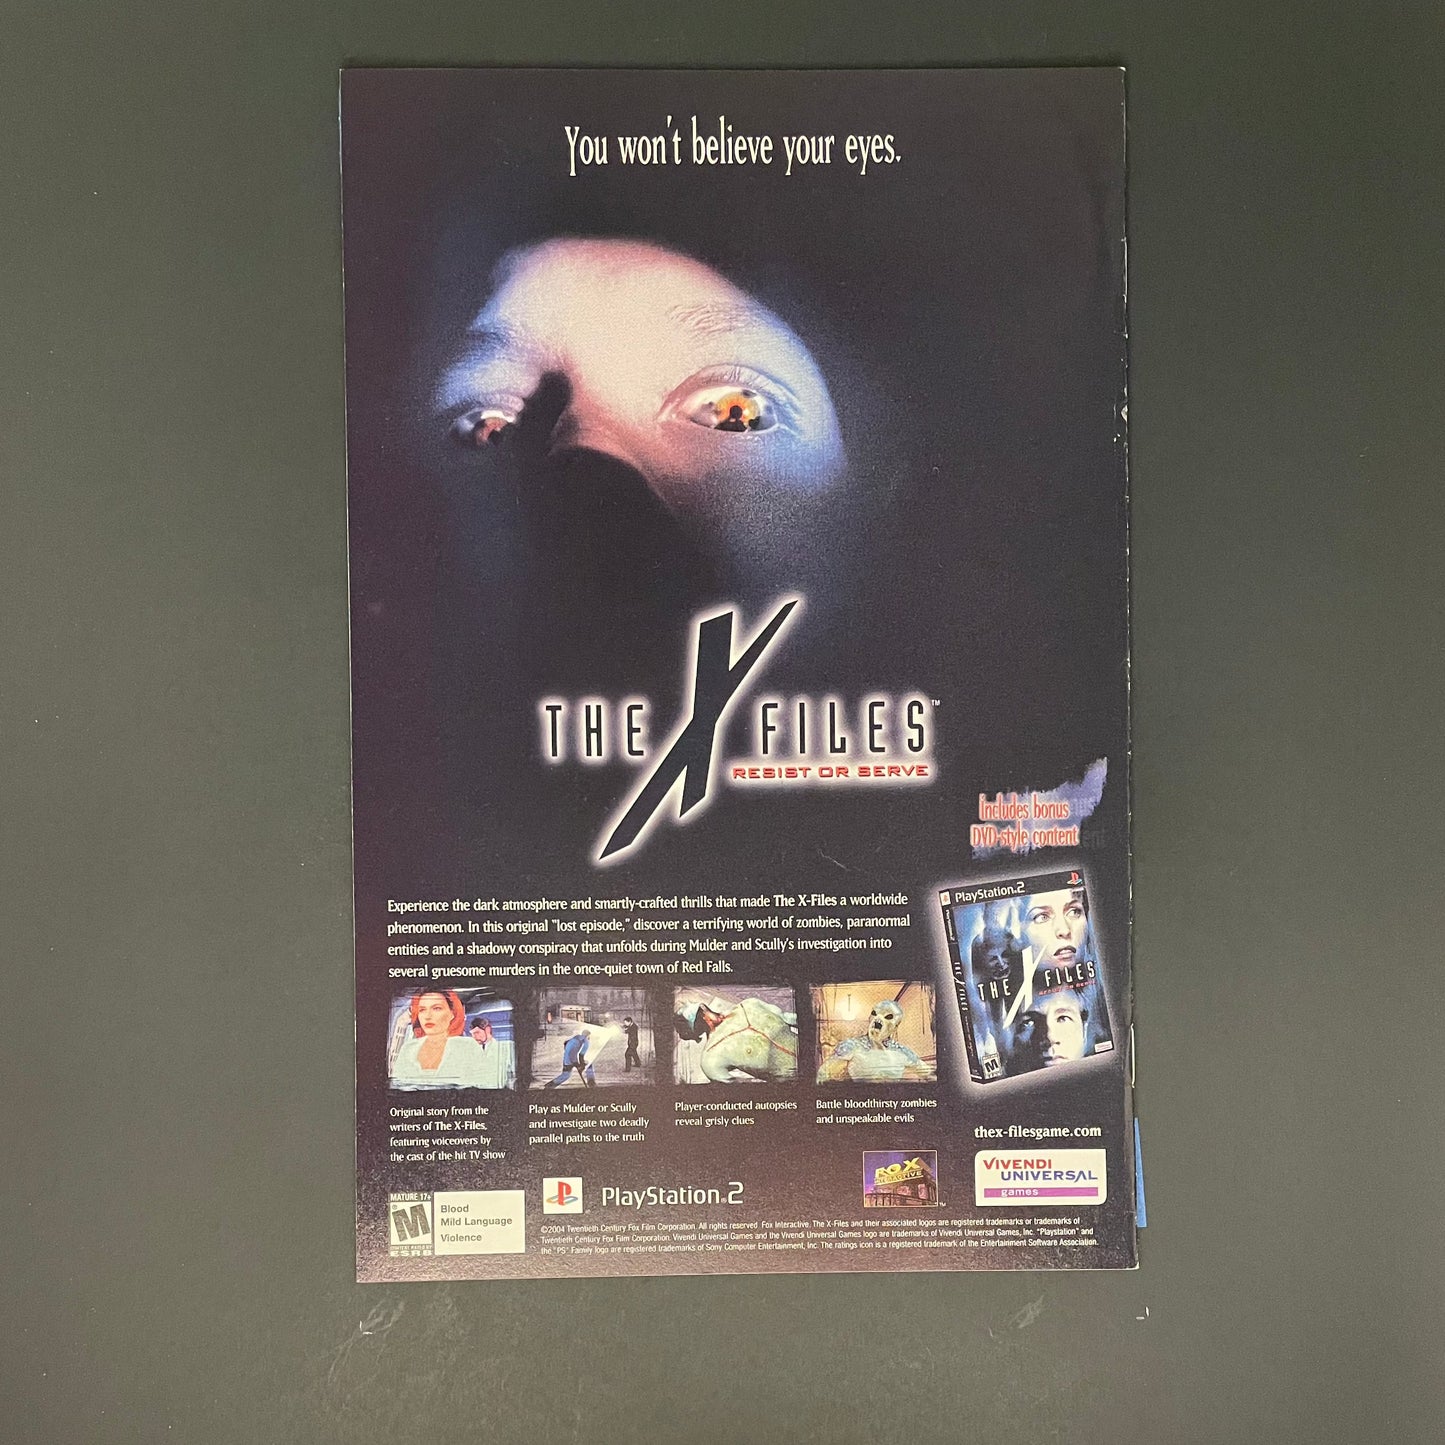 You won't believe your eyes.
THE X FILES™
RESIST OR SERVE
Includes bonus
DVD-style content
Experience the dark atmosphere and smartly-crafted thrills that made The X-Files a worldwide
phenomenon. In this original "lost episode," discover a terrifying world of zombies, paranormal
entities and a shadowy conspiracy that unfolds during Mulder and Scully's investigation into
several gruesome murders in the once-quiet town of Red Falls.
PlayStation.2
THE X FILES
THE X FILES
RESIST OR SERVE
M
Original story from the
writers of The X-Files,
featuring voiceovers by
the cast of the hit TV show
Play as Mulder or Scully
and investigate two deadly
parallel paths to the truth
Player-conducted autopsies
reveal grisly clues
Battle bloodthirsty zombies
and unspeakable evils
thex-filesgame.com
MATURE 17+
M
CONTENT RATED BY
ESRB
Blood
Mild Language
Violence
PlayStation.2
FOX
INTERACTIVE
™
VIVENDI
UNIVERSAL
games
©2004 Twentieth Century Fox Film Corporation. All rights reserved. Fox Interactive. The X-Files and their associated logos are registered trademarks or trademarks of
Twentieth Century Fox Film Corporation. Vivendi Universal Games and the Vivendi Universal Games logo are trademarks of Vivendi Universal Games, Inc. "Playstation" and
the "PS" Family logo are registered trademarks of Sony Computer Entertainment, Inc. The ratings icon is a registered trademark of the Entertainment Software Association.